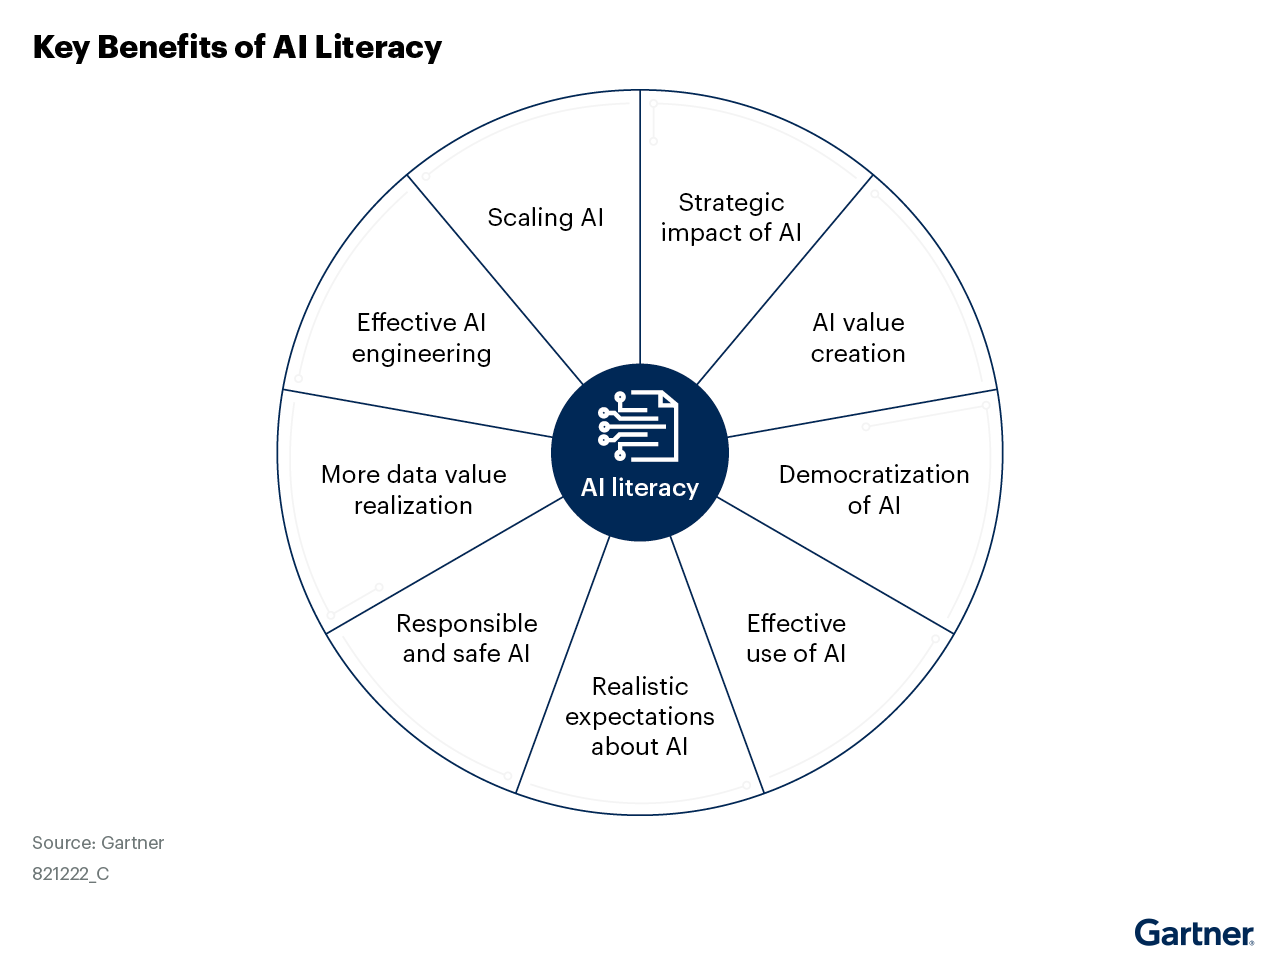 Key Benefits of AI Literacy
Scaling AI
Strategic
impact of AI
AI value
creation
Democratization
of AI
Effective
use of AI
Realistic
expectations
about AI
Responsible
and safe AI
More data value
realization
Effective AI
engineering
AI literacy
Source: Gartner
821222_C
Gartner®